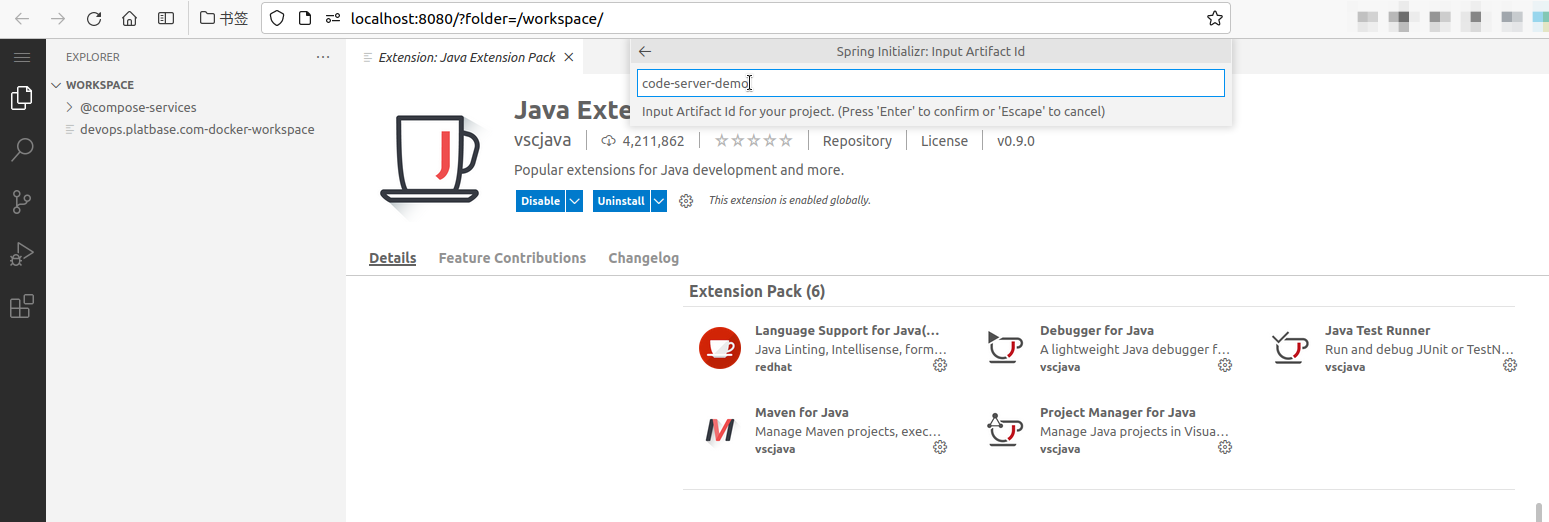 书签
localhost:8080/?folder=/workspace/
EXPLORER
WORKSPACE
@compose-services
devops.platbase.com-docker-workspace
Extension: Java Extension Pack
Spring Initializr: Input Artifact Id
code-server-demo
Input Artifact Id for your project. (Press 'Enter' to confirm or 'Escape' to cancel)
Java Exte
vscjava 4,211,862 Repository License v0.9.0
Popular extensions for Java development and more.
Disable Uninstall This extension is enabled globally.
Details Feature Contributions Changelog
Extension Pack (6)
Language Support for Java(...
Java Linting, Intellisense, form...
redhat
Debugger for Java
A lightweight Java debugger f...
vscjava
Java Test Runner
Run and debug JUnit or TestN...
vscjava
Maven for Java
Manage Maven projects, exec...
vscjava
Project Manager for Java
Manage Java projects in Visua...
vscjava